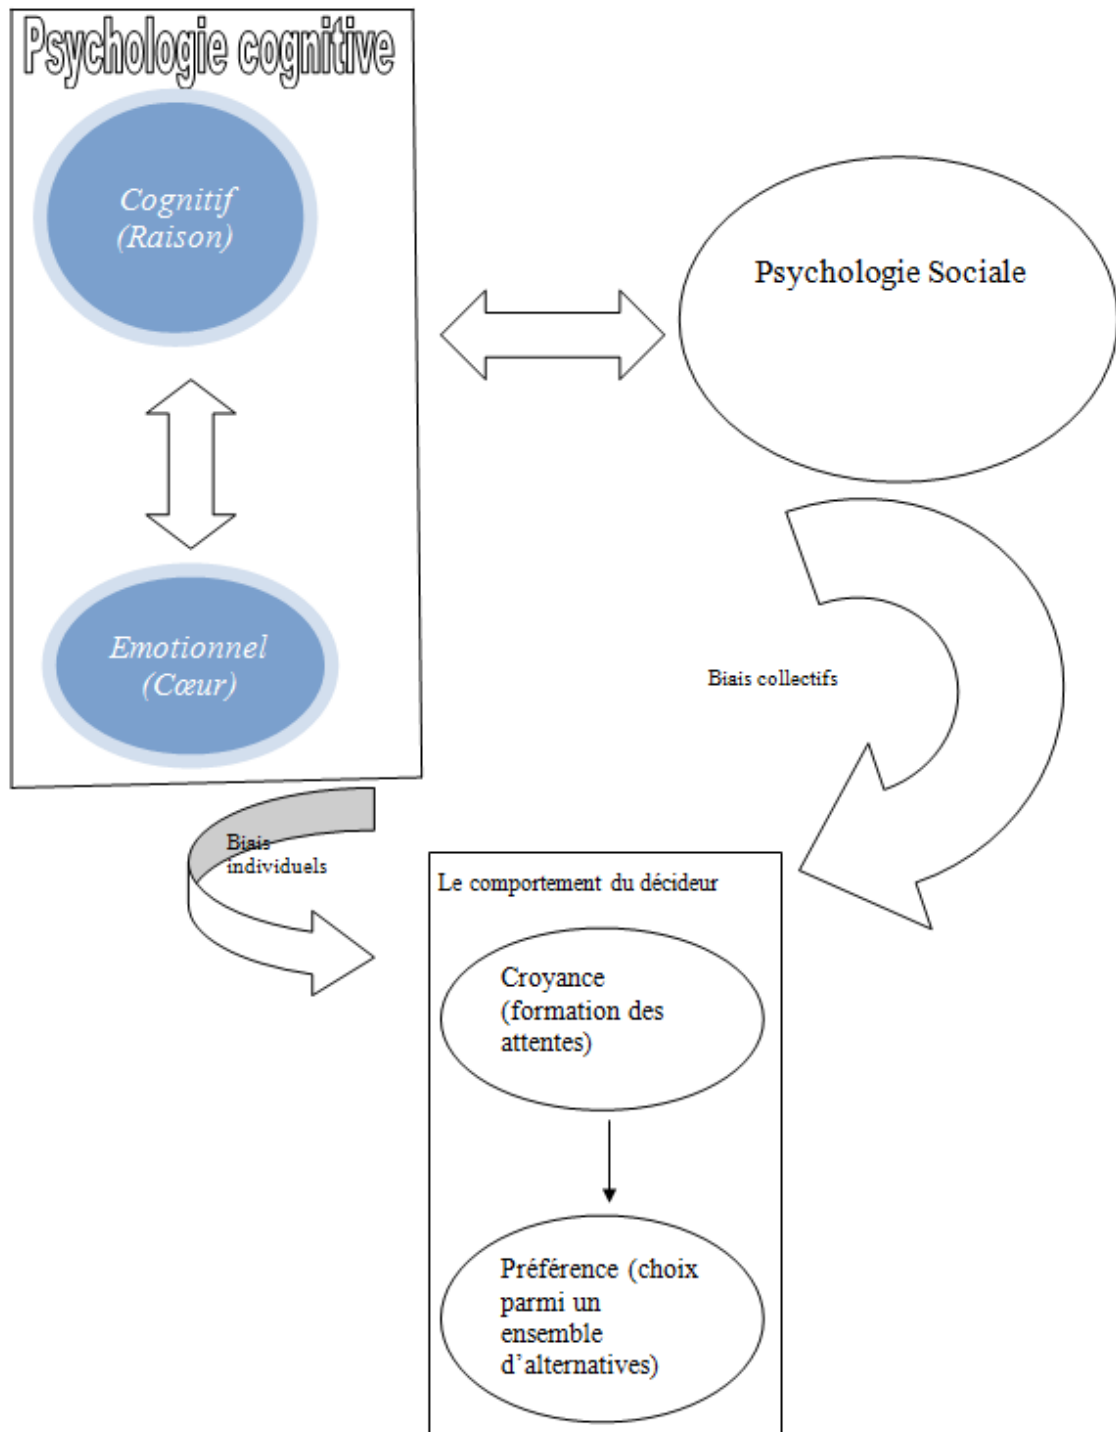 Psychologie cognitive
Cognitif
(Raison)
Psychologie Sociale
Emotionnel
(Cœur)
Biais collectifs
Biais
individuels
Le comportement du décideur
Croyance
(formation des
attentes)
Préférence (choix
parmi un
ensemble
d’alternatives)